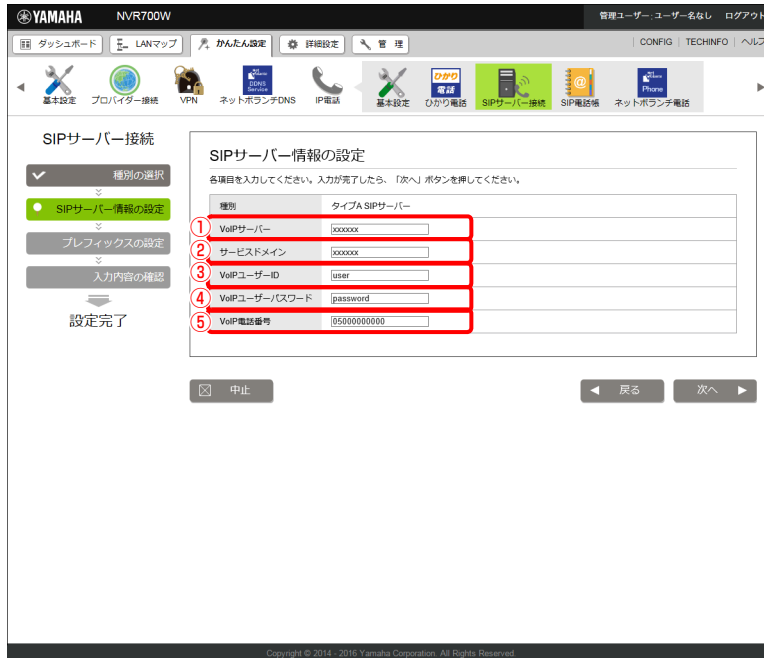 YAMAHA NVR700W 管理ユーザー：ユーザー名なし ログアウト
ダッシュボード LANマップ かんたん設定 詳細設定 管理 CONFIG | TECHINFO | ヘルプ
ひかり電話
DDNS Service
Phone
基本設定 プロバイダー接続 VPN ネットボランチDNS IP電話 基本設定 ひかり電話 SIPサーバー接続 SIP電話帳 ネットボランチ電話
SIPサーバー接続
種別の選択
SIPサーバー情報の設定
プレフィックスの設定
入力内容の確認
設定完了
SIPサーバー情報の設定
各項目を入力してください。入力が完了したら、「次へ」ボタンを押してください。
種別 タイプA SIPサーバー
① VoIPサーバー xxxxxx
② サービスドメイン xxxxxx
③ VoIPユーザーID user
④ VoIPユーザーパスワード password
⑤ VoIP電話番号 05000000000
中止 戻る 次へ
Copyright © 2014 - 2016 Yamaha Corporation. All Rights Reserved.